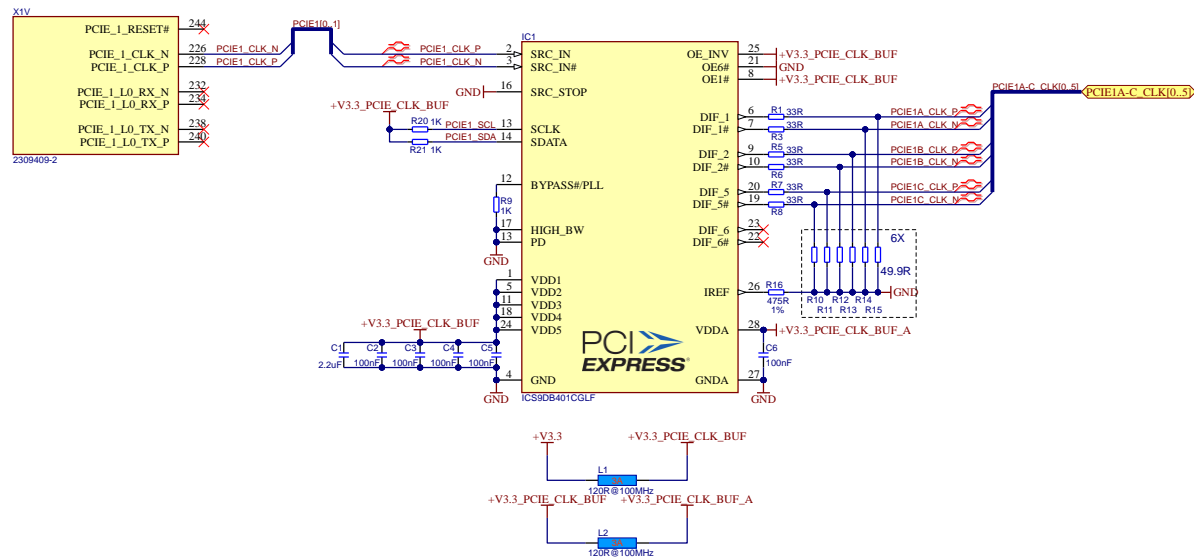 X1V
PCIE_1_RESET# 244
PCIE_1_CLK_N 226 PCIE1_CLK_N
PCIE_1_CLK_P 228 PCIE1_CLK_P
PCIE_1_L0_RX_N 232
PCIE_1_L0_RX_P 234
PCIE_1_L0_TX_N 238
PCIE_1_L0_TX_P 240
2309409-2
PCIE1[0..1]
PCIE1_CLK_P
PCIE1_CLK_N
GND
+V3.3_PCIE_CLK_BUF
R20 1K PCIE1_SCL
R21 1K PCIE1_SDA
R9
1K
GND
IC1
2 SRC_IN
3 SRC_IN#
16 SRC_STOP
13 SCLK
14 SDATA
12 BYPASS#/PLL
17 HIGH_BW
13 PD
1 VDD1
5 VDD2
11 VDD3
18 VDD4
24 VDD5
4 GND
OE_INV 25 +V3.3_PCIE_CLK_BUF
OE6# 21 GND
OE1# 8 +V3.3_PCIE_CLK_BUF
DIF_1 6 R1 33R PCIE1A_CLK_P
DIF_1# 7 R3 33R PCIE1A_CLK_N
DIF_2 9 R5 33R PCIE1B_CLK_P
DIF_2# 10 R6 33R PCIE1B_CLK_N
DIF_5 20 R7 33R PCIE1C_CLK_P
DIF_5# 19 R8 33R PCIE1C_CLK_N
DIF_6 23
DIF_6# 22
IREF 26 R16
475R
1%
VDDA 28 +V3.3_PCIE_CLK_BUF_A
C6
100nF
GNDA 27
GND
PCI
EXPRESS®
ICS9DB401CGLF
PCIE1A-C_CLK[0..5]
PCIE1A-C_CLK[0..5]
6X
49.9R
GND
R10 R12 R14
R11 R13 R15
+V3.3_PCIE_CLK_BUF
C1 C2 C3 C4 C5
2.2uF 100nF 100nF 100nF 100nF
GND
+V3.3 +V3.3_PCIE_CLK_BUF
L1
120R@100MHz
+V3.3_PCIE_CLK_BUF +V3.3_PCIE_CLK_BUF_A
L2
120R@100MHz